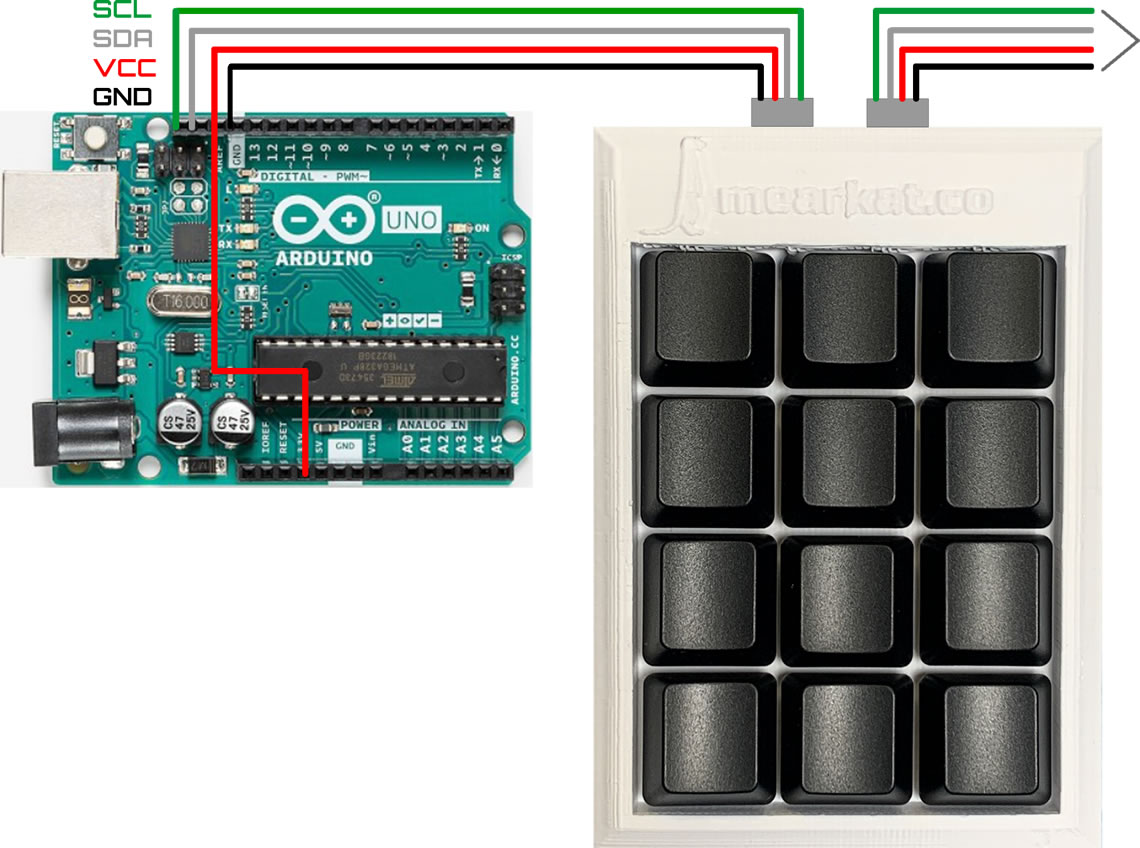 SCL
SDA
VCC
GND
RESET
AREF
GND
13
12
~11
~10
~9
8
7
~6
~5
4
~3
2
TX→1
RX←0
DIGITAL - PWM~
TX
RX
UNO
ON
ARDUINO
ICSP
T16.000
ARDUINO.CC
ATMEL
ATMEGA328P U
CS
47
25V
CS
47
25V
POWER
ANALOG IN
IOREF
RESET
5V
GND
Vin
A0
A1
A2
A3
A4
A5
mearkat.co